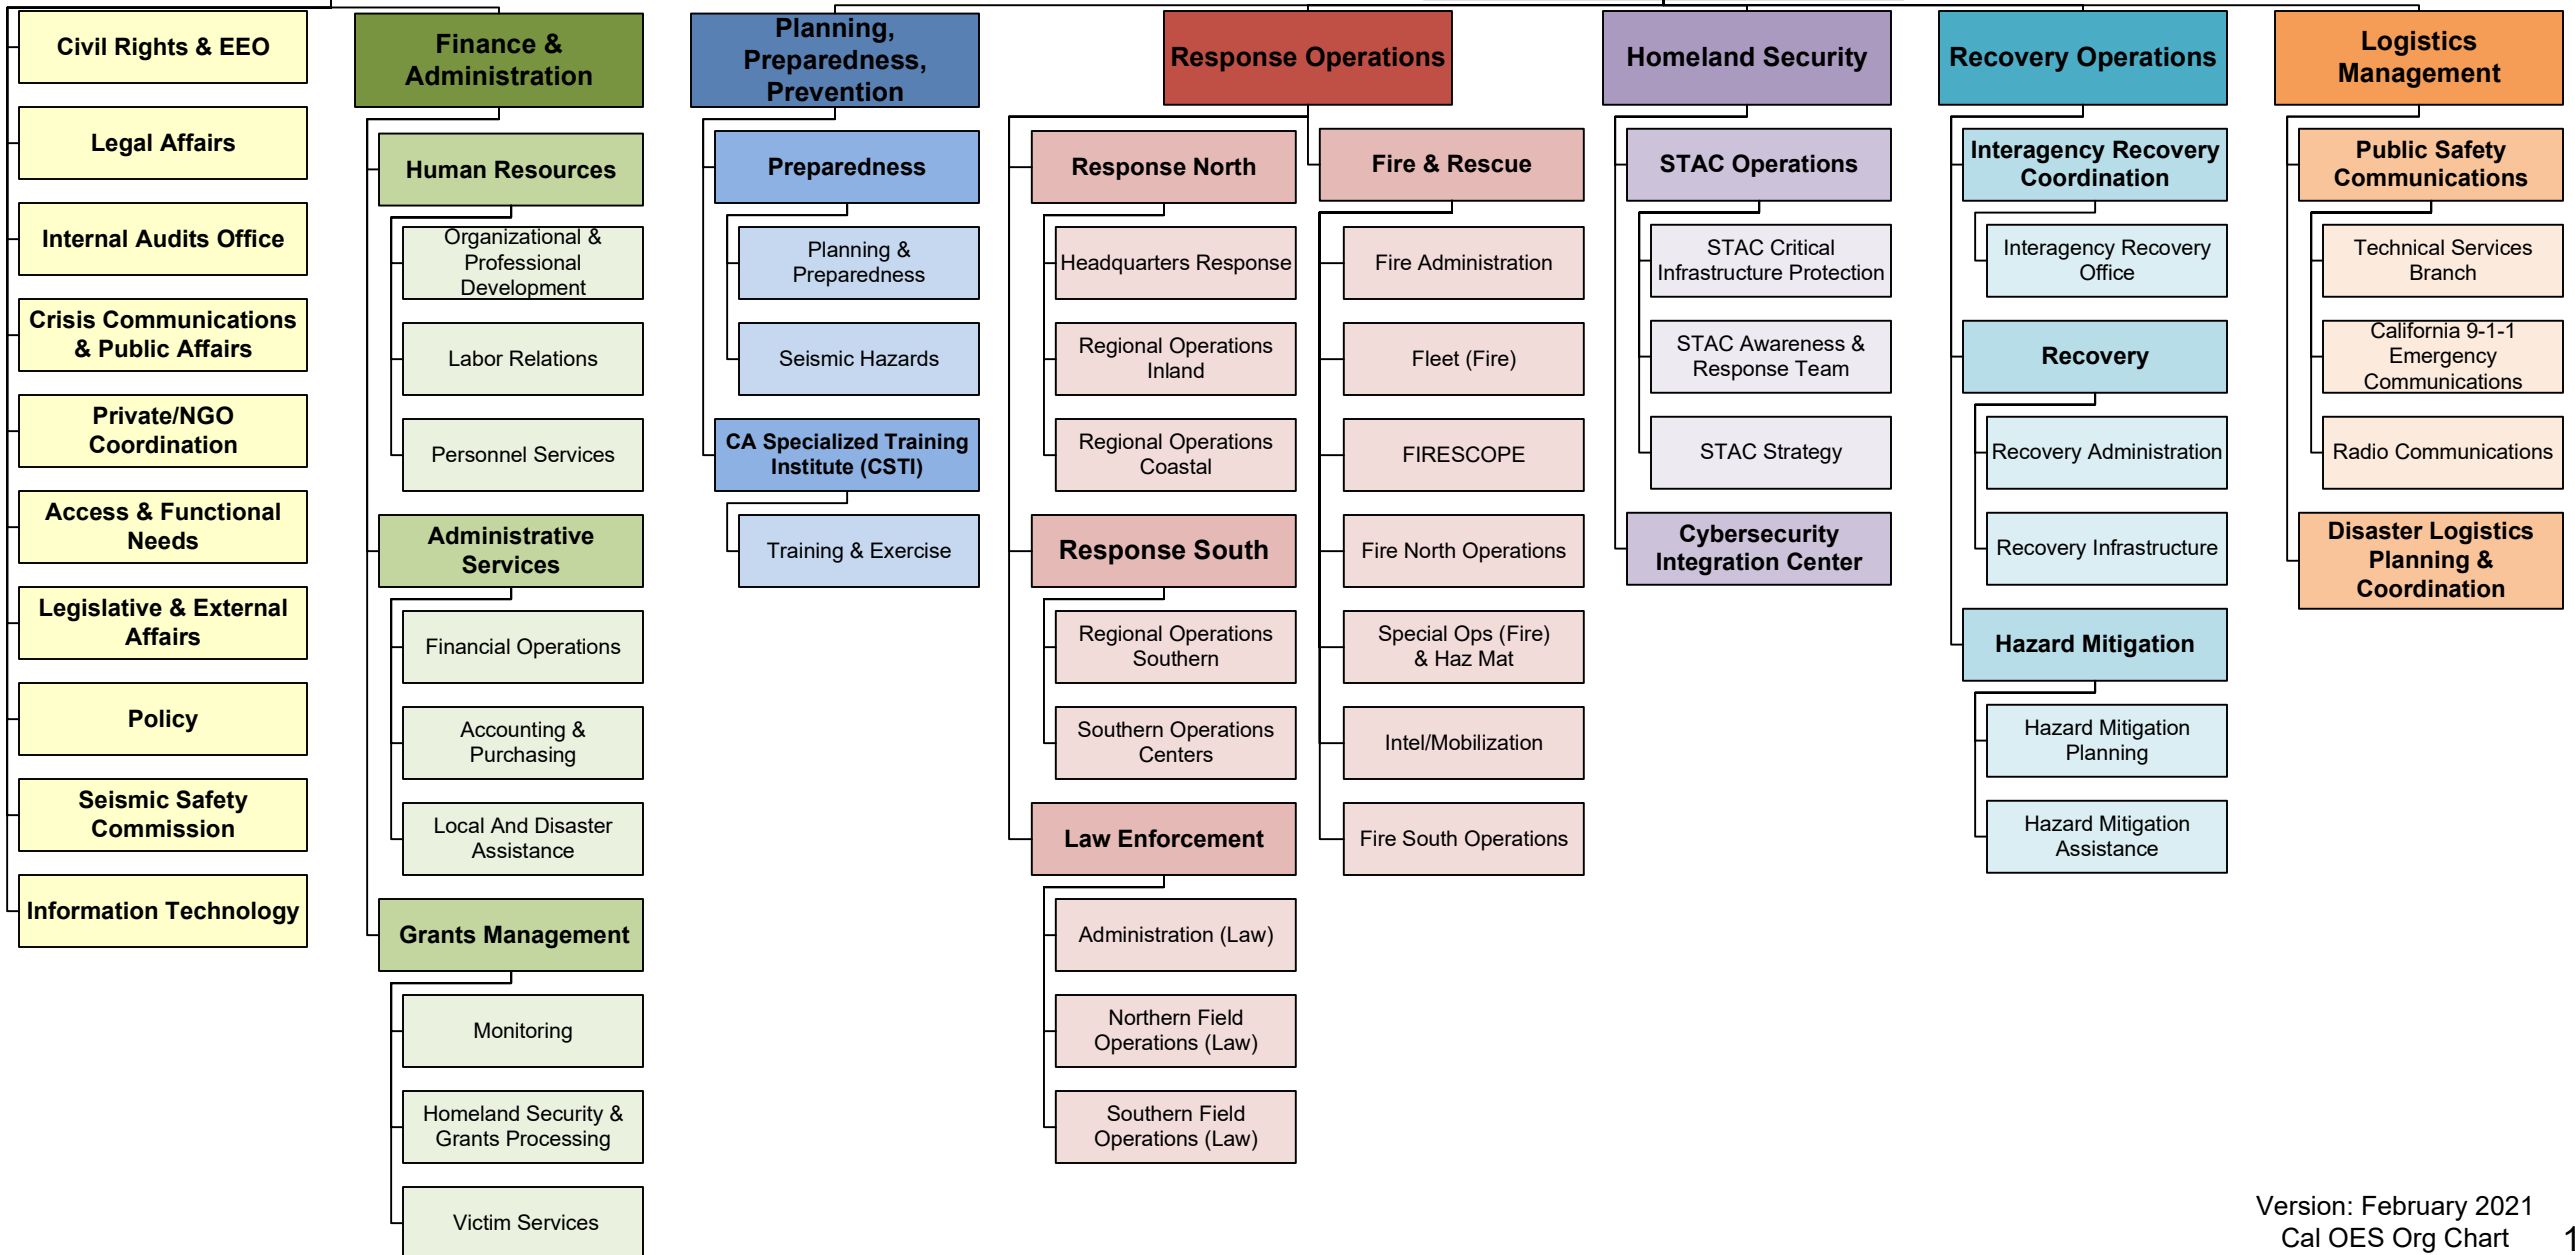 Civil Rights & EEO
Legal Affairs
Internal Audits Office
Crisis Communications
& Public Affairs
Private/NGO
Coordination
Access & Functional
Needs
Legislative & External
Affairs
Policy
Seismic Safety
Commission
Information Technology
Finance &
Administration
Human Resources
Organizational &
Professional
Development
Labor Relations
Personnel Services
Administrative
Services
Financial Operations
Accounting &
Purchasing
Local And Disaster
Assistance
Grants Management
Monitoring
Homeland Security &
Grants Processing
Victim Services
Planning,
Preparedness,
Prevention
Preparedness
Planning &
Preparedness
Seismic Hazards
CA Specialized Training
Institute (CSTI)
Training & Exercise
Response Operations
Response North
Headquarters Response
Regional Operations
Inland
Regional Operations
Coastal
Response South
Regional Operations
Southern
Southern Operations
Centers
Law Enforcement
Administration (Law)
Northern Field
Operations (Law)
Southern Field
Operations (Law)
Fire & Rescue
Fire Administration
Fleet (Fire)
FIRESCOPE
Fire North Operations
Special Ops (Fire)
& Haz Mat
Intel/Mobilization
Fire South Operations
Homeland Security
STAC Operations
STAC Critical
Infrastructure Protection
STAC Awareness &
Response Team
STAC Strategy
Cybersecurity
Integration Center
Recovery Operations
Interagency Recovery
Coordination
Interagency Recovery
Office
Recovery
Recovery Administration
Recovery Infrastructure
Hazard Mitigation
Hazard Mitigation
Planning
Hazard Mitigation
Assistance
Logistics
Management
Public Safety
Communications
Technical Services
Branch
California 9-1-1
Emergency
Communications
Radio Communications
Disaster Logistics
Planning &
Coordination
Version: February 2021
Cal OES Org Chart
1